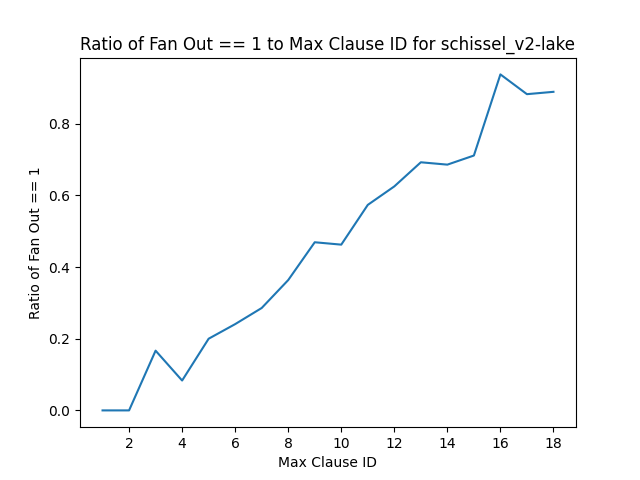 Ratio of Fan Out == 1 to Max Clause ID for schissel_v2-lake
Ratio of Fan Out == 1
0.8
0.6
0.4
0.2
0.0
2 4 6 8 10 12 14 16 18
Max Clause ID